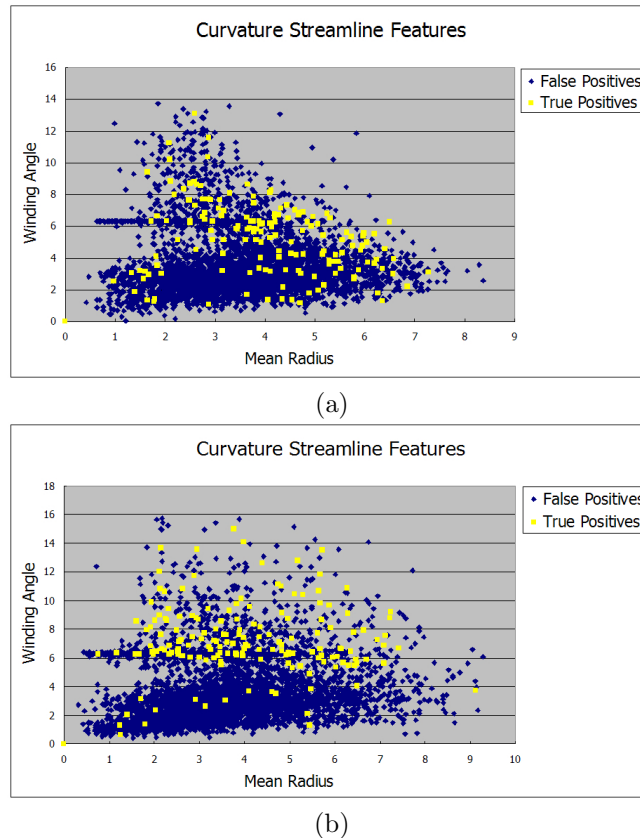 Curvature Streamline Features
16
14
12
10
8
6
4
2
0
Winding Angle
0 1 2 3 4 5 6 7 8 9
Mean Radius
False Positives
True Positives
(a)
Curvature Streamline Features
18
16
14
12
10
8
6
4
2
0
Winding Angle
0 1 2 3 4 5 6 7 8 9 10
Mean Radius
False Positives
True Positives
(b)